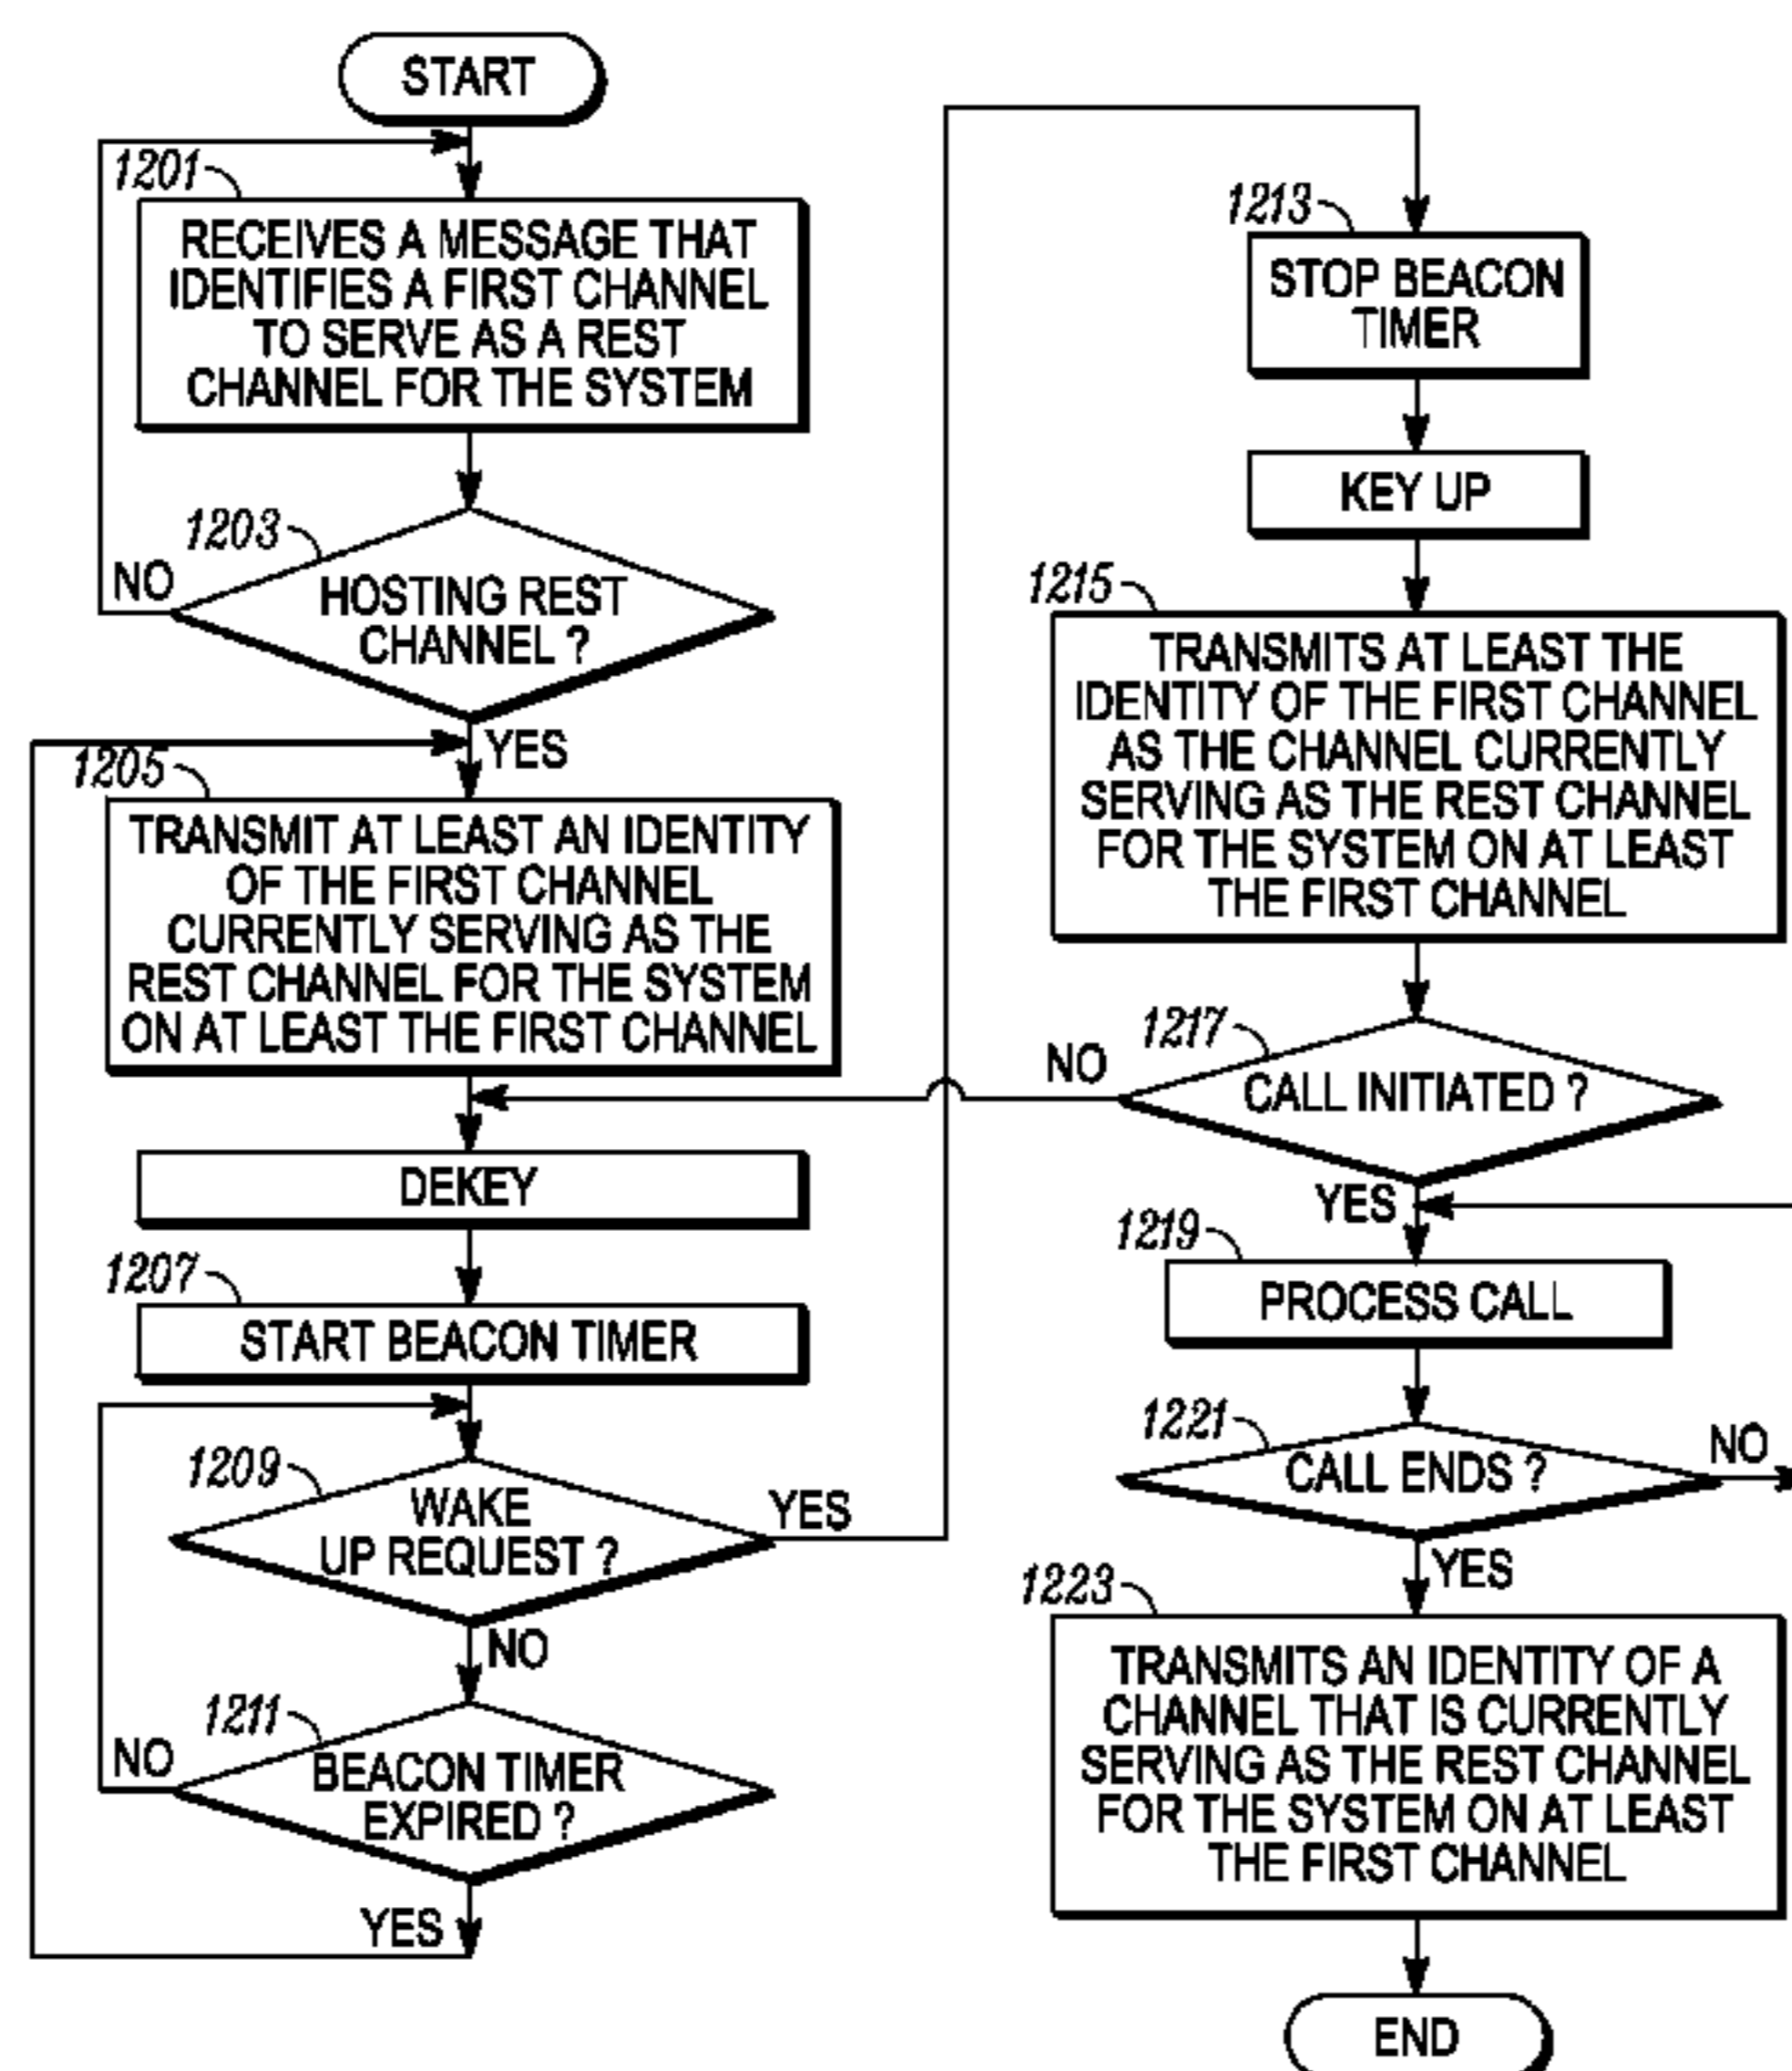 START
1201
RECEIVES A MESSAGE THAT
IDENTIFIES A FIRST CHANNEL
TO SERVE AS A REST
CHANNEL FOR THE SYSTEM
1203
NO
HOSTING REST
CHANNEL ?
YES
1205
TRANSMIT AT LEAST AN IDENTITY
OF THE FIRST CHANNEL
CURRENTLY SERVING AS THE
REST CHANNEL FOR THE SYSTEM
ON AT LEAST THE FIRST CHANNEL
DEKEY
1207
START BEACON TIMER
1209
WAKE
UP REQUEST ?
YES
NO
1211
NO
BEACON TIMER
EXPIRED ?
YES
1213
STOP BEACON
TIMER
KEY UP
1215
TRANSMITS AT LEAST THE
IDENTITY OF THE FIRST CHANNEL
AS THE CHANNEL CURRENTLY
SERVING AS THE REST CHANNEL
FOR THE SYSTEM ON AT LEAST
THE FIRST CHANNEL
1217
NO
CALL INITIATED ?
YES
1219
PROCESS CALL
1221
CALL ENDS ?
NO
YES
1223
TRANSMITS AN IDENTITY OF A
CHANNEL THAT IS CURRENTLY
SERVING AS THE REST CHANNEL
FOR THE SYSTEM ON AT LEAST
THE FIRST CHANNEL
END